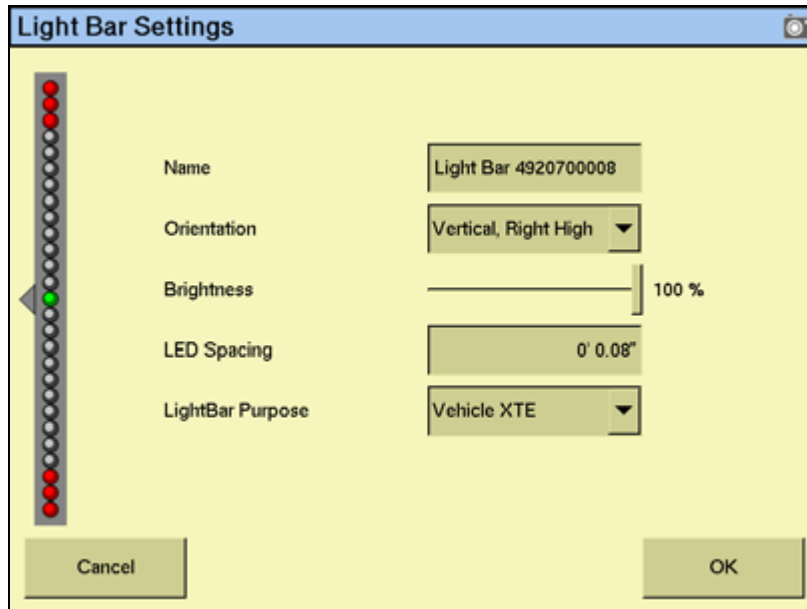 Light Bar Settings
Name
Light Bar 4920700008
Orientation
Vertical, Right High
Brightness
100 %
LED Spacing
0' 0.08"
LightBar Purpose
Vehicle XTE
Cancel
OK